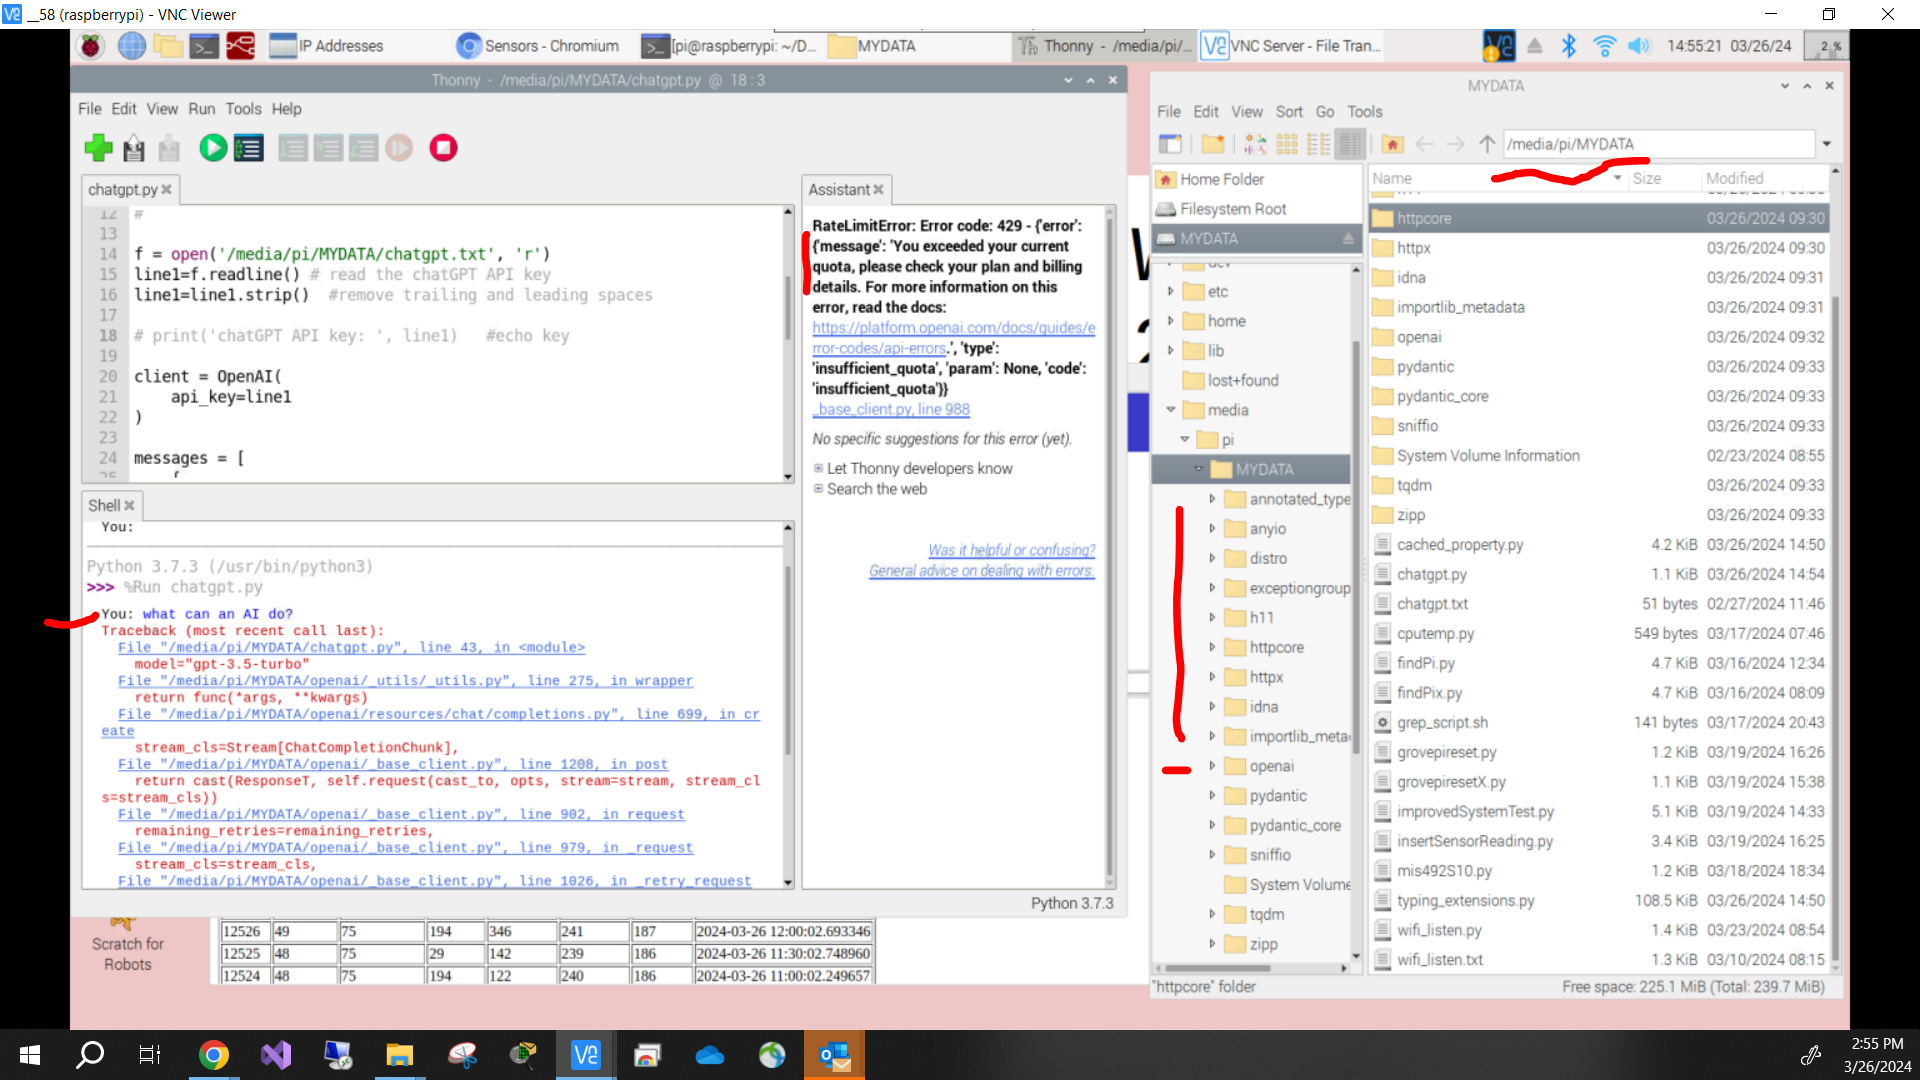 __58 (raspberrypi) - VNC Viewer
IP Addresses
Sensors - Chromium
[pi@raspberrypi: ~/D...
MYDATA
Thonny - /media/pi/...
VNC Server - File Tran...
14:55:21 03/26/24
2 %
Thonny - /media/pi/MYDATA/chatgpt.py @ 18 : 3
File Edit View Run Tools Help
chatgpt.py
12 #
13
14 f = open('/media/pi/MYDATA/chatgpt.txt', 'r')
15 line1=f.readline() # read the chatGPT API key
16 line1=line1.strip()  #remove trailing and leading spaces
17
18 # print('chatGPT API key: ', line1)   #echo key
19
20 client = OpenAI(
21     api_key=line1
22 )
23
24 messages = [
25 {
Shell
You:
Python 3.7.3 (/usr/bin/python3)
>>> %Run chatgpt.py
You: what can an AI do?
Traceback (most recent call last):
File "/media/pi/MYDATA/chatgpt.py", line 43, in <module>
model="gpt-3.5-turbo"
File "/media/pi/MYDATA/openai/_utils/_utils.py", line 275, in wrapper
return func(*args, **kwargs)
File "/media/pi/MYDATA/openai/resources/chat/completions.py", line 699, in cr
eate
stream_cls=Stream[ChatCompletionChunk],
File "/media/pi/MYDATA/openai/_base_client.py", line 1208, in post
return cast(ResponseT, self.request(cast_to, opts, stream=stream, stream_cl
s=stream_cls))
File "/media/pi/MYDATA/openai/_base_client.py", line 902, in request
remaining_retries=remaining_retries,
File "/media/pi/MYDATA/openai/_base_client.py", line 979, in _request
stream_cls=stream_cls,
File "/media/pi/MYDATA/openai/_base_client.py", line 1026, in _retry_request
Assistant
RateLimitError: Error code: 429 - {'error':
{'message': 'You exceeded your current
quota, please check your plan and billing
details. For more information on this
error, read the docs:
https://platform.openai.com/docs/guides/e
rror-codes/api-errors.', 'type':
'insufficient_quota', 'param': None, 'code':
'insufficient_quota'}}
_base_client.py, line 988
No specific suggestions for this error (yet).
Let Thonny developers know
Search the web
Was it helpful or confusing?
General advice on dealing with errors.
Python 3.7.3
Scratch for
Robots
12526 49 75 194 346 241 187 2024-03-26 12:00:02.693346
12525 48 75 29 142 239 186 2024-03-26 11:30:02.748960
12524 48 75 194 122 240 186 2024-03-26 11:00:02.249657
MYDATA
File Edit View Sort Go Tools
/media/pi/MYDATA
Home Folder
Filesystem Root
MYDATA
dev
etc
home
lib
lost+found
media
pi
MYDATA
annotated_type
anyio
distro
exceptiongroup
h11
httpcore
httpx
idna
importlib_meta
openai
pydantic
pydantic_core
sniffio
System Volume
tqdm
zipp
Name Size Modified
httpcore 03/26/2024 09:30
httpx 03/26/2024 09:30
idna 03/26/2024 09:31
importlib_metadata 03/26/2024 09:31
openai 03/26/2024 09:32
pydantic 03/26/2024 09:33
pydantic_core 03/26/2024 09:33
sniffio 03/26/2024 09:33
System Volume Information 02/23/2024 08:55
tqdm 03/26/2024 09:33
zipp 03/26/2024 09:33
cached_property.py 4.2 KiB 03/26/2024 14:50
chatgpt.py 1.1 KiB 03/26/2024 14:54
chatgpt.txt 51 bytes 02/27/2024 11:46
cputemp.py 549 bytes 03/17/2024 07:46
findPi.py 4.7 KiB 03/16/2024 12:34
findPix.py 4.7 KiB 03/16/2024 08:09
grep_script.sh 141 bytes 03/17/2024 20:43
grovepireset.py 1.2 KiB 03/19/2024 16:26
grovepiresetX.py 1.1 KiB 03/19/2024 15:38
improvedSystemTest.py 5.1 KiB 03/19/2024 14:33
insertSensorReading.py 3.4 KiB 03/19/2024 16:25
mis492S10.py 1.2 KiB 03/18/2024 18:34
typing_extensions.py 108.5 KiB 03/26/2024 14:50
wifi_listen.py 1.4 KiB 03/23/2024 08:54
wifi_listen.txt 1.3 KiB 03/10/2024 08:15
"httpcore" folder
Free space: 225.1 MiB (Total: 239.7 MiB)
2:55 PM
3/26/2024